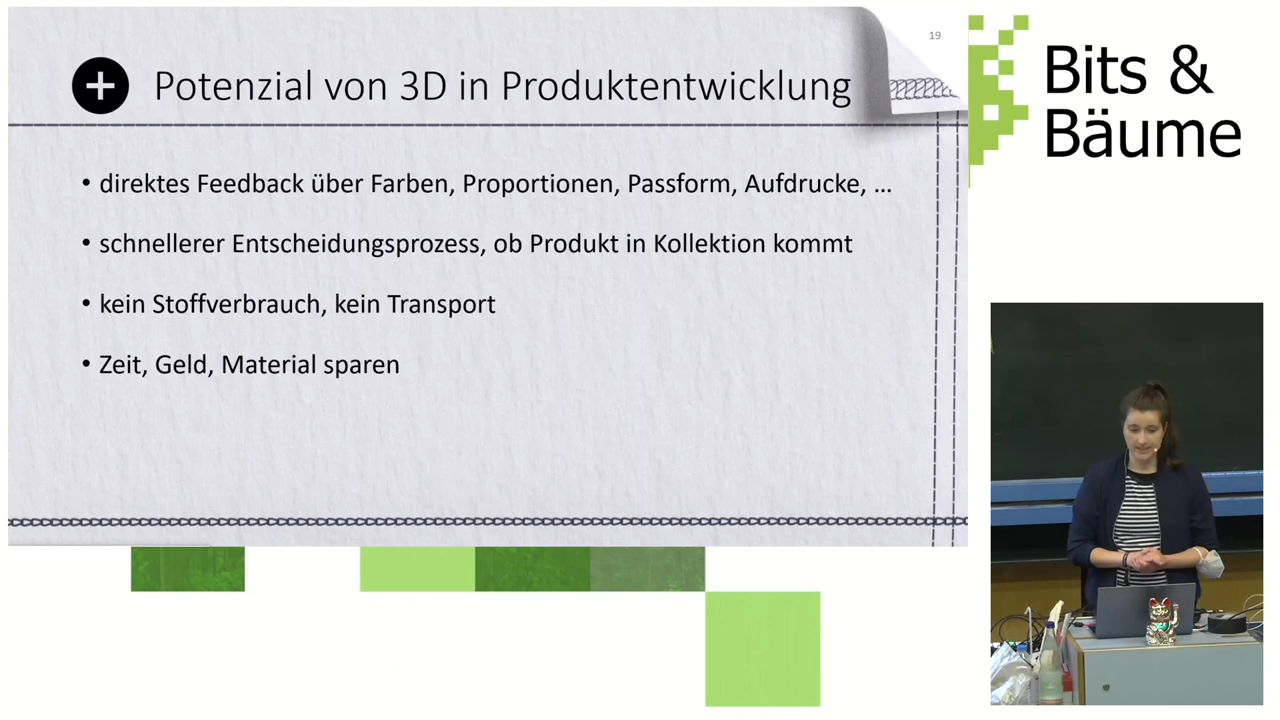 19
Potenzial von 3D in Produktentwicklung
• direktes Feedback über Farben, Proportionen, Passform, Aufdrucke, ...
• schnellerer Entscheidungsprozess, ob Produkt in Kollektion kommt
• kein Stoffverbrauch, kein Transport
• Zeit, Geld, Material sparen
Bits &
Bäume